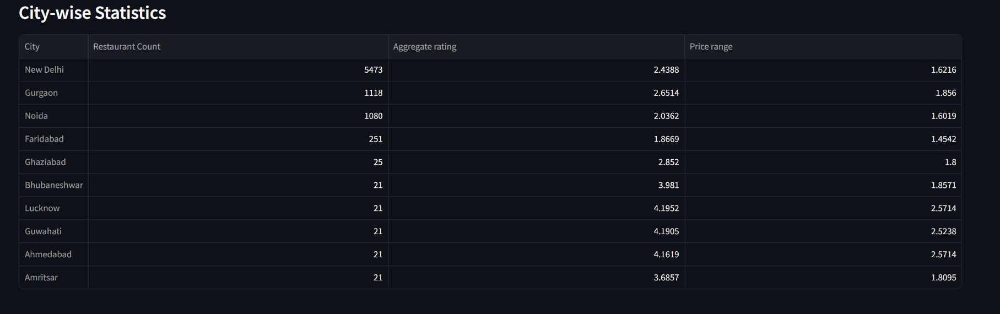 City-wise Statistics
City Restaurant Count Aggregate rating Price range
New Delhi 5473 2.4388 1.6216
Gurgaon 1118 2.6514 1.856
Noida 1080 2.0362 1.6019
Faridabad 251 1.8669 1.4542
Ghaziabad 25 2.852 1.8
Bhubaneshwar 21 3.981 1.8571
Lucknow 21 4.1952 2.5714
Guwahati 21 4.1905 2.5238
Ahmedabad 21 4.1619 2.5714
Amritsar 21 3.6857 1.8095